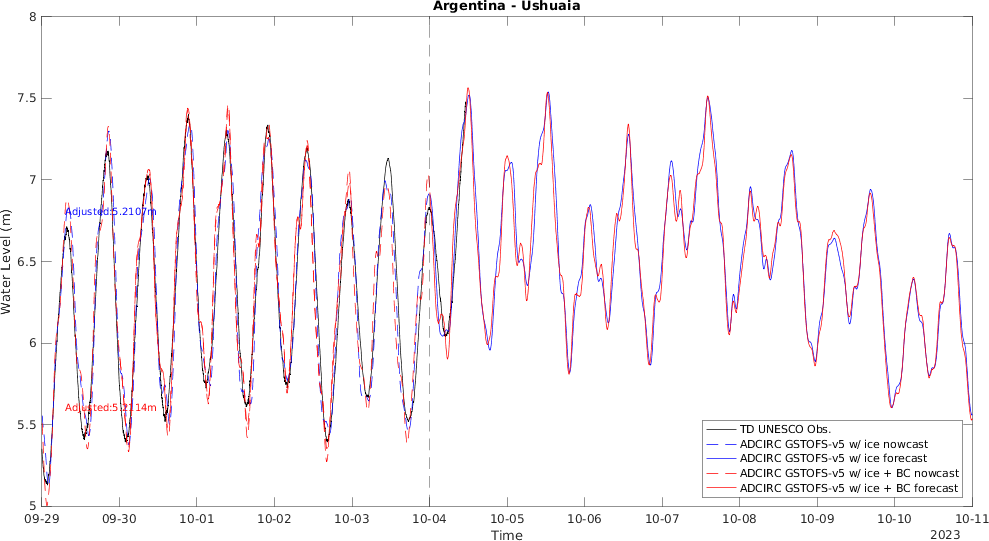 Argentina - Ushuaia
8
7.5
7
6.5
6
5.5
5
Water Level (m)
Adjusted:5.2107m
Adjusted:5.2114m
TD UNESCO Obs.
ADCIRC GSTOFS-v5 w/ ice nowcast
ADCIRC GSTOFS-v5 w/ ice forecast
ADCIRC GSTOFS-v5 w/ ice + BC nowcast
ADCIRC GSTOFS-v5 w/ ice + BC forecast
09-29 09-30 10-01 10-02 10-03 10-04 10-05 10-06 10-07 10-08 10-09 10-10 10-11
Time
2023